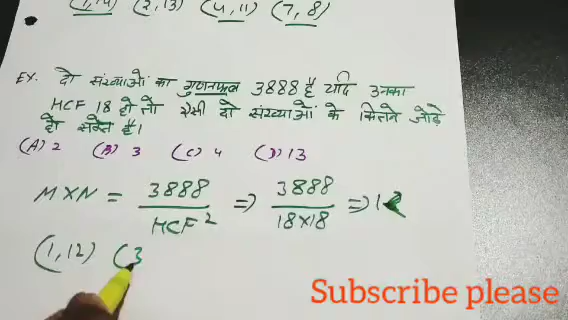 (1,14) (2,13) (4,11) (7,8)
EX. दो संख्याओं का गुणनफल 3888 है यदि उनका
HCF 18 हो तो ऐसी दो संख्याओं के कितने जोड़े
हो सकते है।
(A) 2 (B) 3 (C) 4 (D) 13
M×N = 3888 / HCF² => 3888 / 18×18 => 12
(1,12) (3
Subscribe please